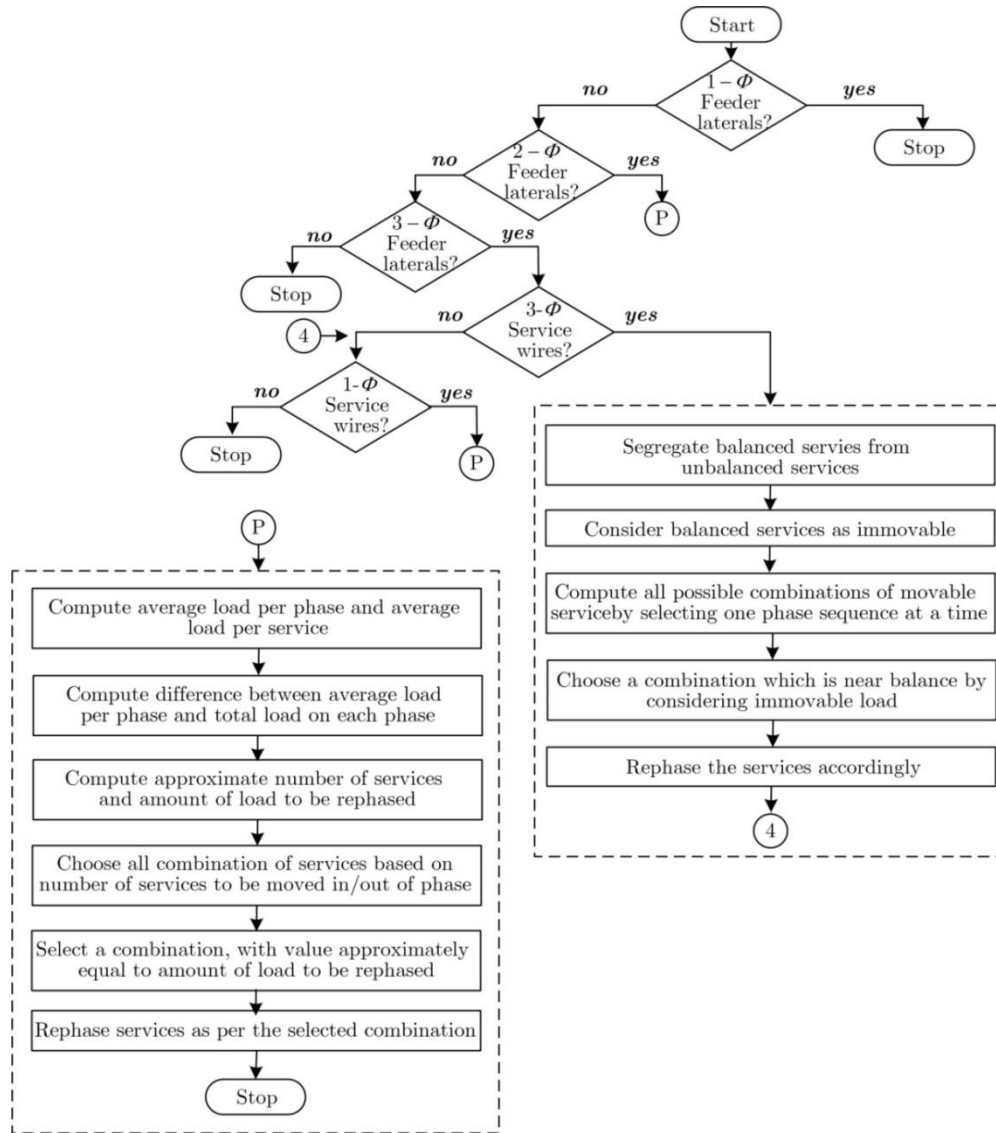 Start
1 – Φ
Feeder
laterals?
no
yes
Stop
2 – Φ
Feeder
laterals?
no
yes
P
3 – Φ
Feeder
laterals?
no
yes
Stop
3-Φ
Service
wires?
no
yes
4
1-Φ
Service
wires?
no
yes
Stop
P
Segregate balanced servies from
unbalanced services
Consider balanced services as immovable
Compute all possible combinations of movable
serviceby selecting one phase sequence at a time
Choose a combination which is near balance by
considering immovable load
Rephase the services accordingly
4
P
Compute average load per phase and average
load per service
Compute difference between average load
per phase and total load on each phase
Compute approximate number of services
and amount of load to be rephased
Choose all combination of services based on
number of services to be moved in/out of phase
Select a combination, with value approximately
equal to amount of load to be rephased
Rephase services as per the selected combination
Stop